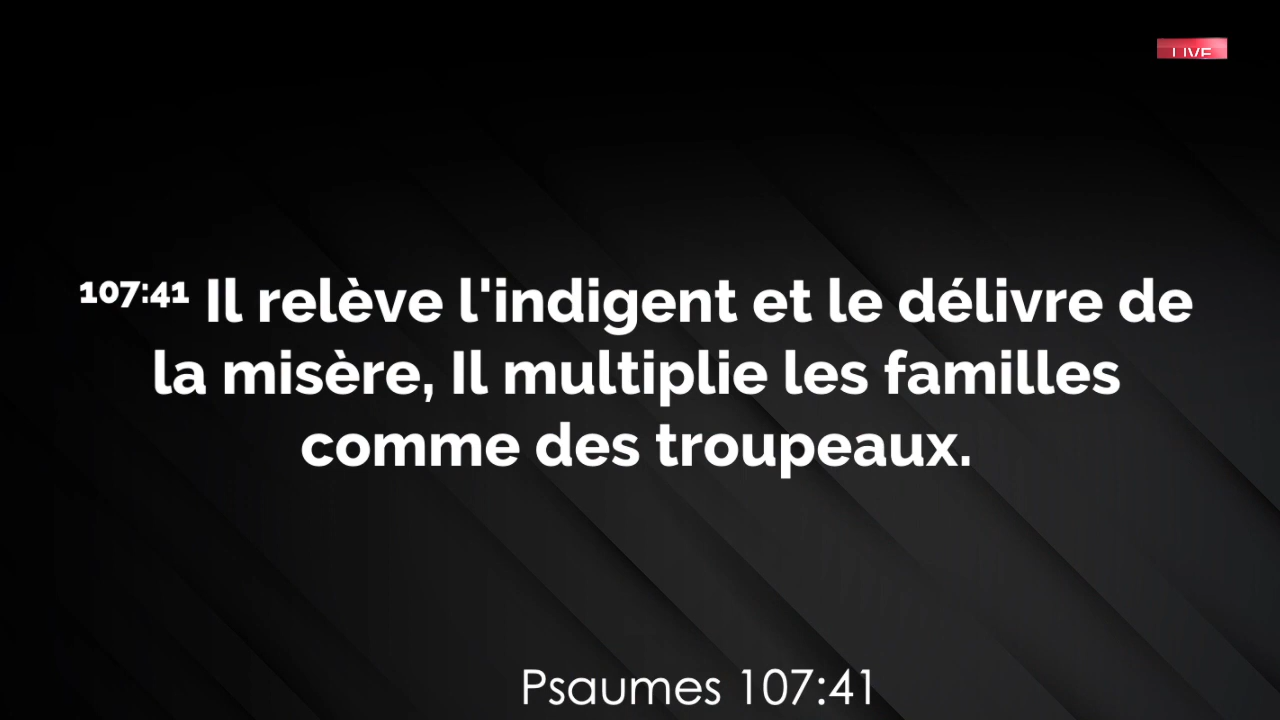 LIVE
107:41 Il relève l'indigent et le délivre de
la misère, Il multiplie les familles
comme des troupeaux.
Psaumes 107:41